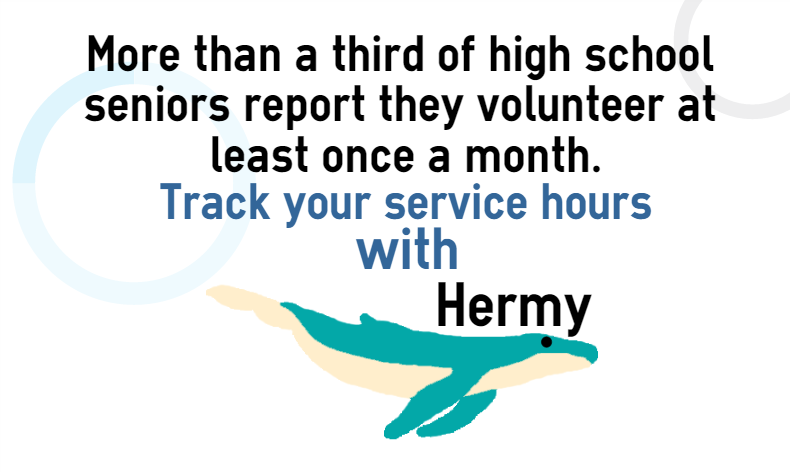 More than a third of high school
seniors report they volunteer at
least once a month.
Track your service hours
with
Hermy